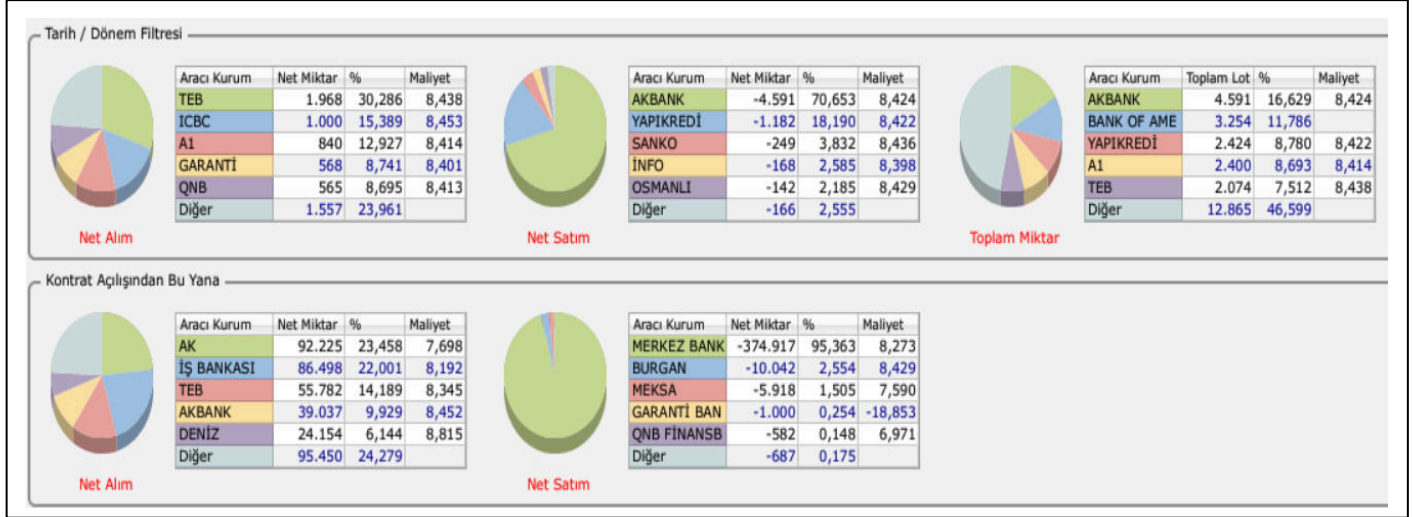 Tarih / Dönem Filtresi
Aracı Kurum Net Miktar % Maliyet
TEB 1.968 30,286 8,438
ICBC 1.000 15,389 8,453
A1 840 12,927 8,414
GARANTİ 568 8,741 8,401
QNB 565 8,695 8,413
Diğer 1.557 23,961
Net Alım
Aracı Kurum Net Miktar % Maliyet
AKBANK -4.591 70,653 8,424
YAPIKREDİ -1.182 18,190 8,422
SANKO -249 3,832 8,436
İNFO -168 2,585 8,398
OSMANLI -142 2,185 8,429
Diğer -166 2,555
Net Satım
Aracı Kurum Toplam Lot % Maliyet
AKBANK 4.591 16,629 8,424
BANK OF AME 3.254 11,786
YAPIKREDİ 2.424 8,780 8,422
A1 2.400 8,693 8,414
TEB 2.074 7,512 8,438
Diğer 12.865 46,599
Toplam Miktar
Kontrat Açılışından Bu Yana
Aracı Kurum Net Miktar % Maliyet
AK 92.225 23,458 7,698
İŞ BANKASI 86.498 22,001 8,192
TEB 55.782 14,189 8,345
AKBANK 39.037 9,929 8,452
DENİZ 24.154 6,144 8,815
Diğer 95.450 24,279
Net Alım
Aracı Kurum Net Miktar % Maliyet
MERKEZ BANK -374.917 95,363 8,273
BURGAN -10.042 2,554 8,429
MEKSA -5.918 1,505 7,590
GARANTİ BAN -1.000 0,254 -18,853
QNB FİNANSB -582 0,148 6,971
Diğer -687 0,175
Net Satım